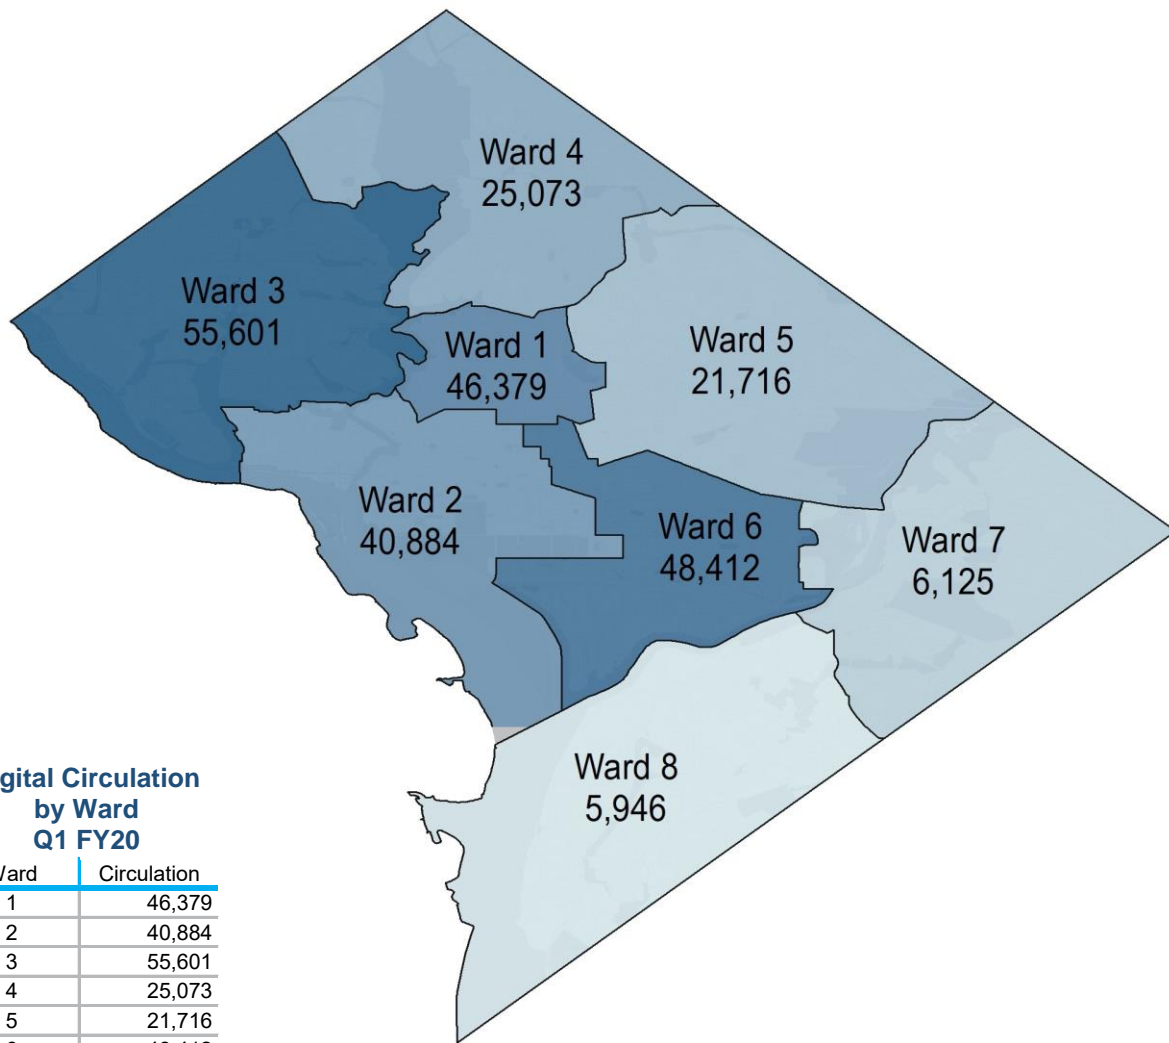 Ward 4
25,073
Ward 3
55,601
Ward 1
46,379
Ward 5
21,716
Ward 2
40,884
Ward 6
48,412
Ward 7
6,125
Ward 8
5,946
gital Circulation
by Ward
Q1 FY20
Ward Circulation
1 46,379
2 40,884
3 55,601
4 25,073
5 21,716